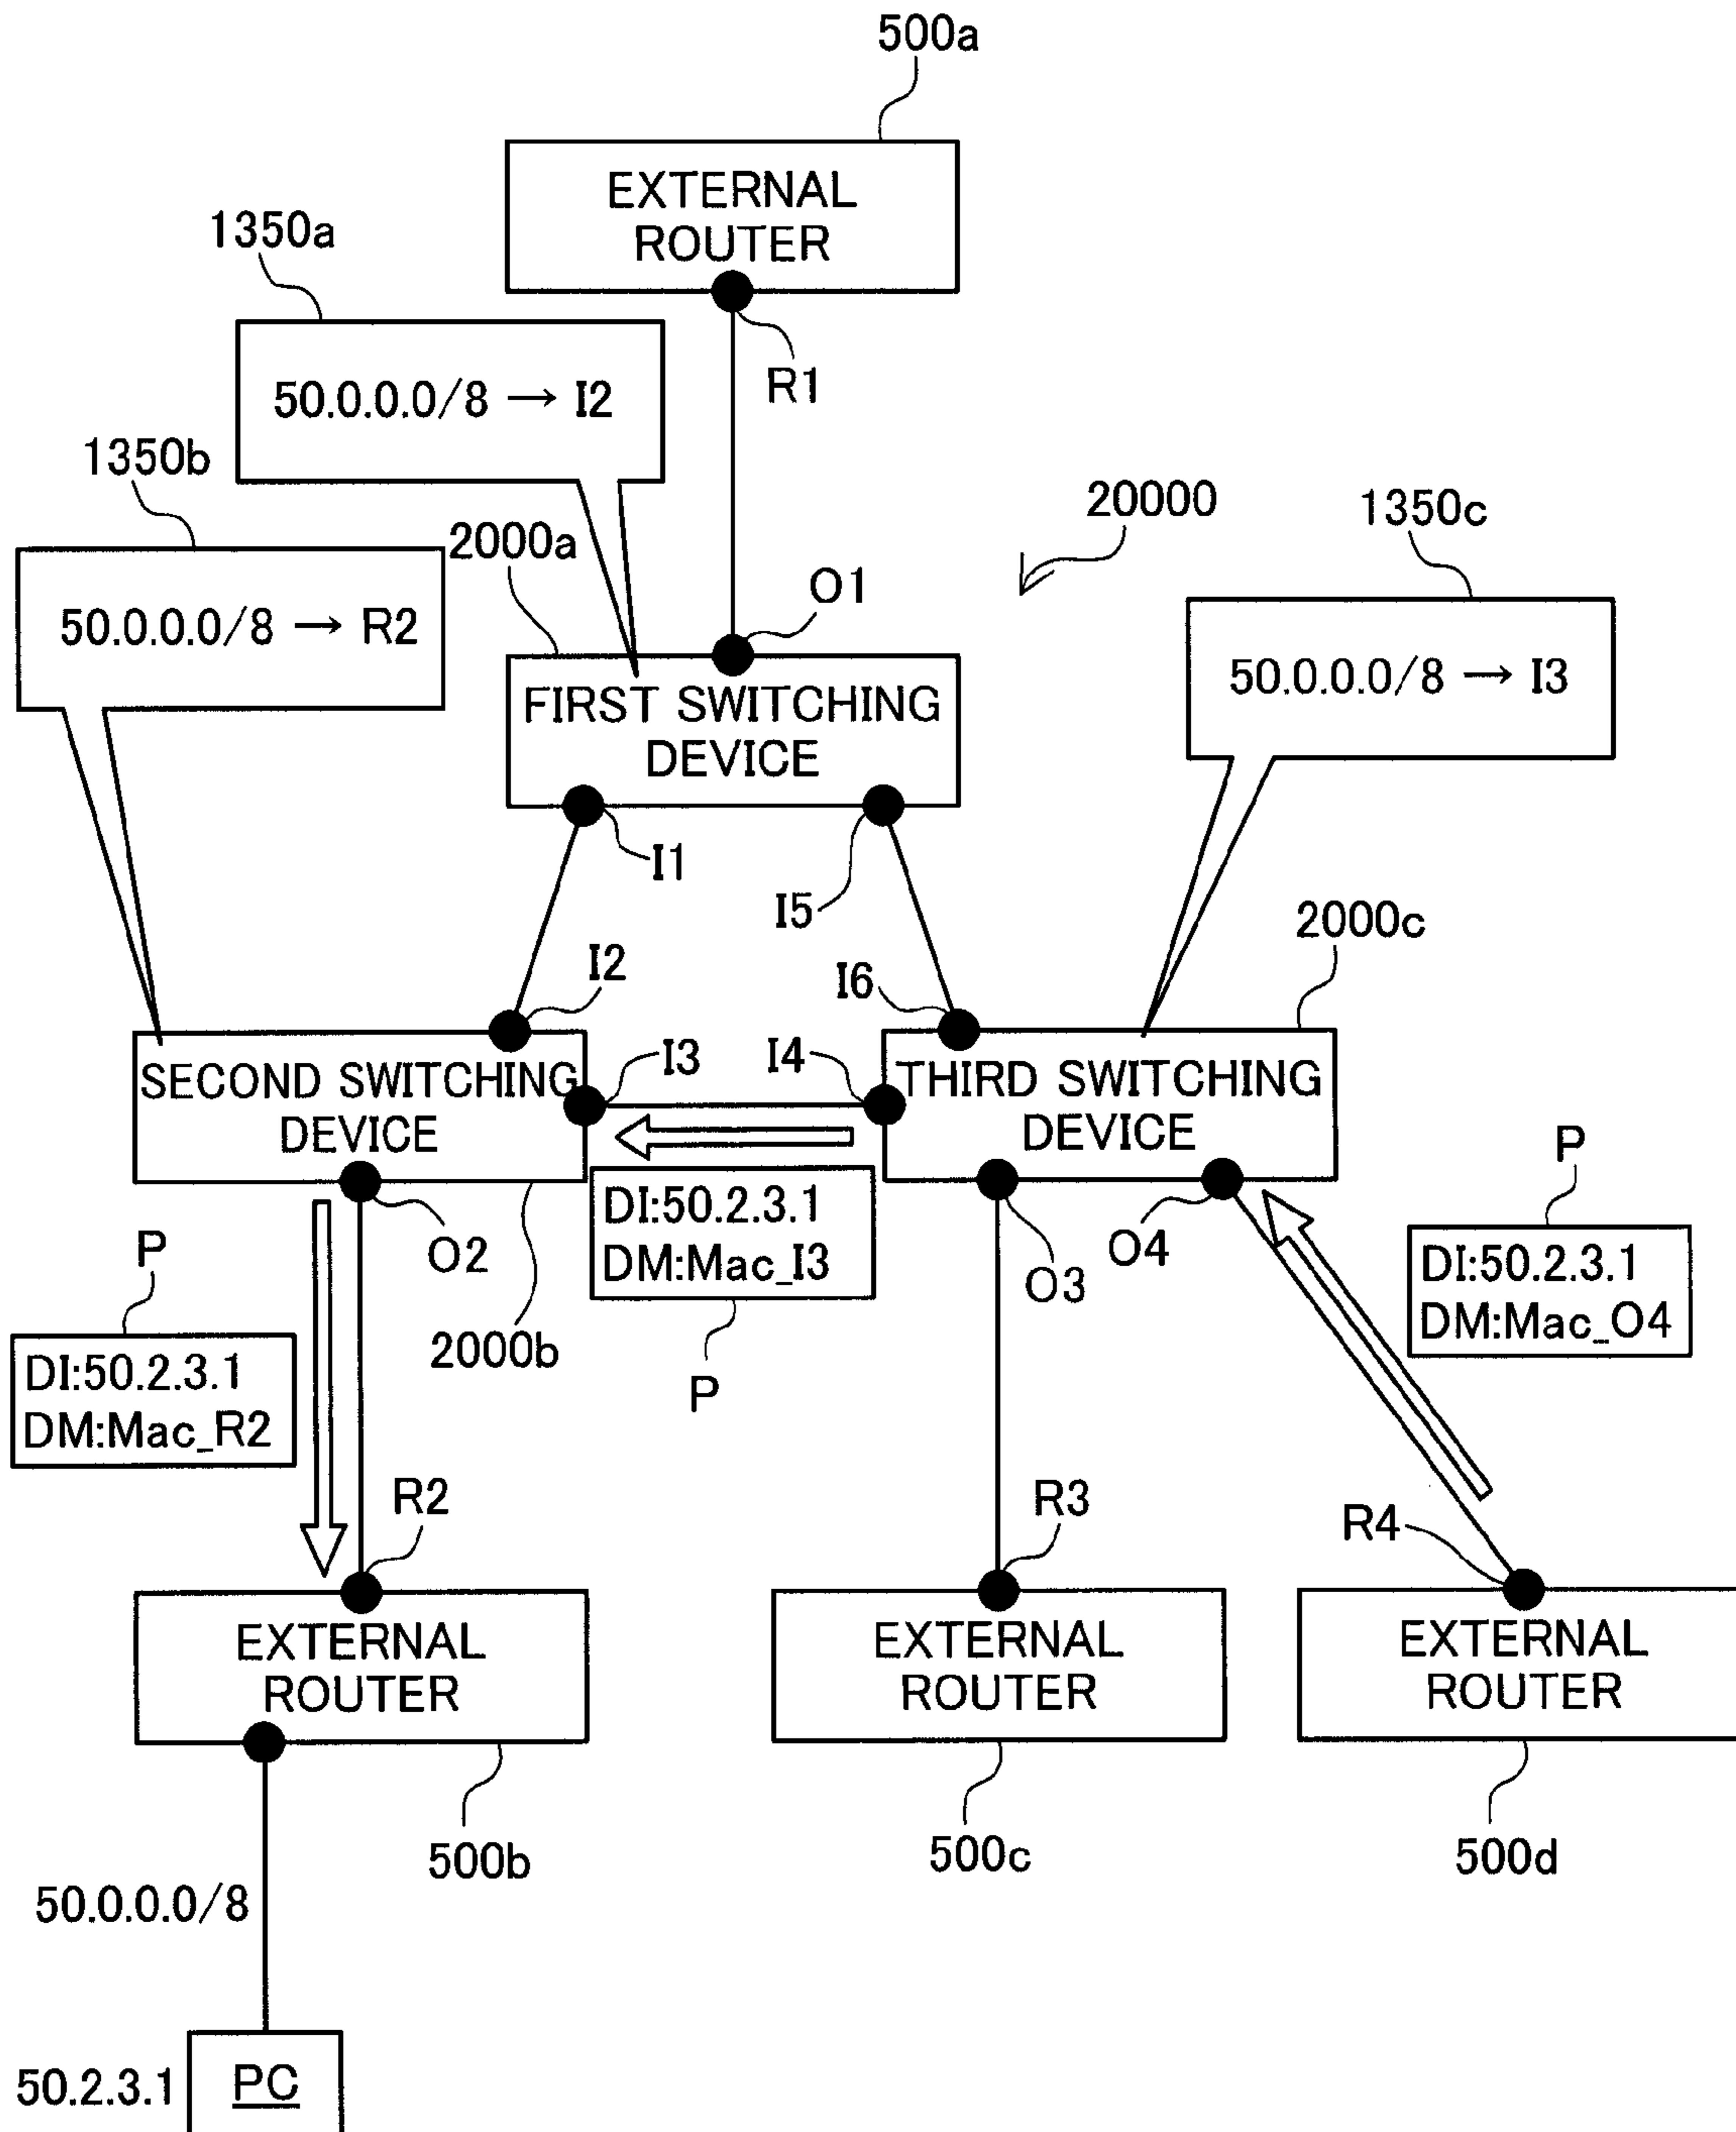 500a
EXTERNAL
ROUTER
1350a
R1
50.0.0.0/8 → I2
1350b
20000
1350c
2000a
O1
50.0.0.0/8 → R2
50.0.0.0/8 → I3
FIRST SWITCHING
DEVICE
I1
I5
2000c
I2
I6
I3
I4
SECOND SWITCHING
DEVICE
THIRD SWITCHING
DEVICE
P
DI:50.2.3.1
DM:Mac_I3
O2
O3
O4
DI:50.2.3.1
DM:Mac_O4
P
2000b
P
DI:50.2.3.1
DM:Mac_R2
R2
R3
R4
EXTERNAL
ROUTER
EXTERNAL
ROUTER
EXTERNAL
ROUTER
500b
500c
500d
50.0.0.0/8
50.2.3.1
PC